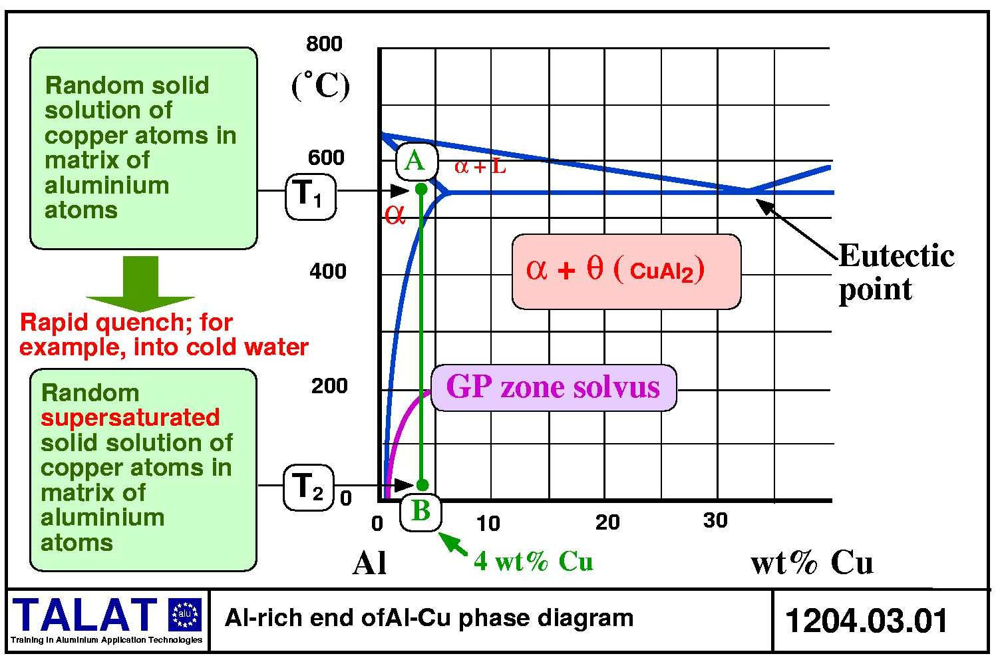 Random solid
solution of
copper atoms in
matrix of
aluminium
atoms
Rapid quench; for
example, into cold water
Random
supersaturated
solid solution of
copper atoms in
matrix of
aluminium
atoms
800
(˚C)
600
400
200
0
T1
T2
A
α + L
α
α + θ ( CuAl2)
GP zone solvus
Eutectic
point
B
0
10
20
30
Al
4 wt% Cu
wt% Cu
TALAT
alu
Training in Aluminium Application Technologies
Al-rich end ofAl-Cu phase diagram
1204.03.01